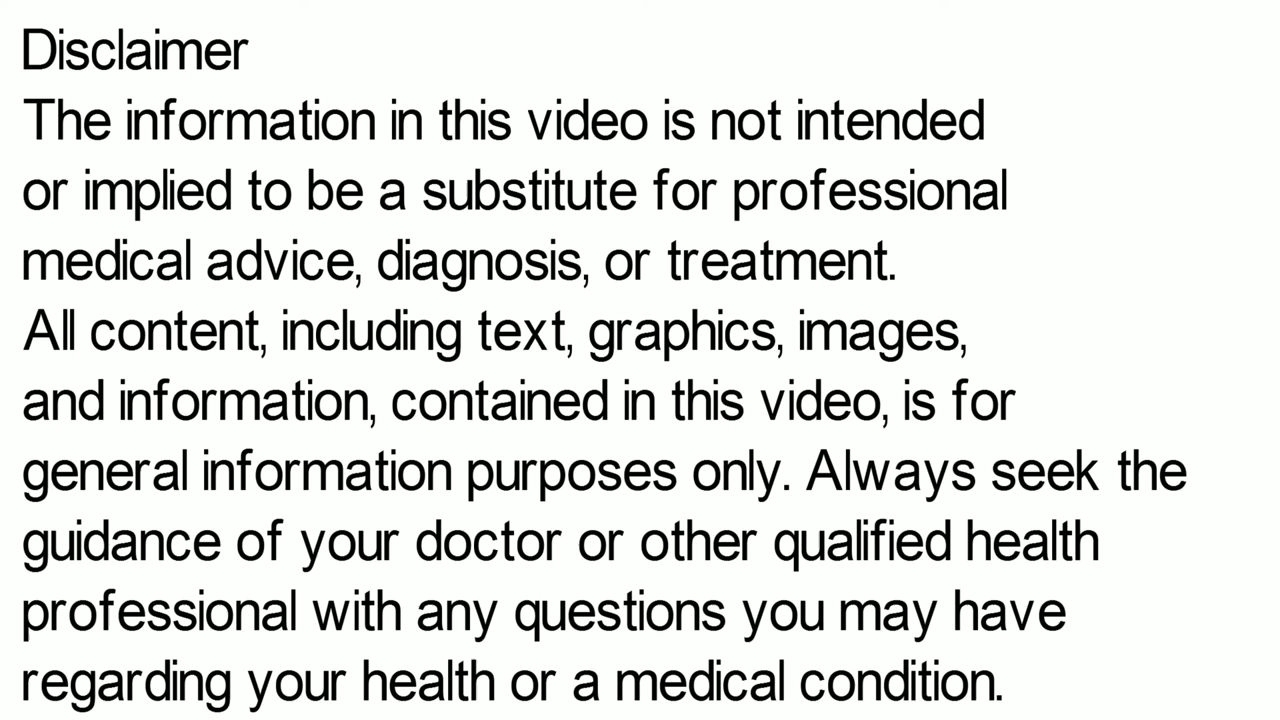 Disclaimer
The information in this video is not intended
or implied to be a substitute for professional
medical advice, diagnosis, or treatment.
All content, including text, graphics, images,
and information, contained in this video, is for
general information purposes only. Always seek the
guidance of your doctor or other qualified health
professional with any questions you may have
regarding your health or a medical condition.